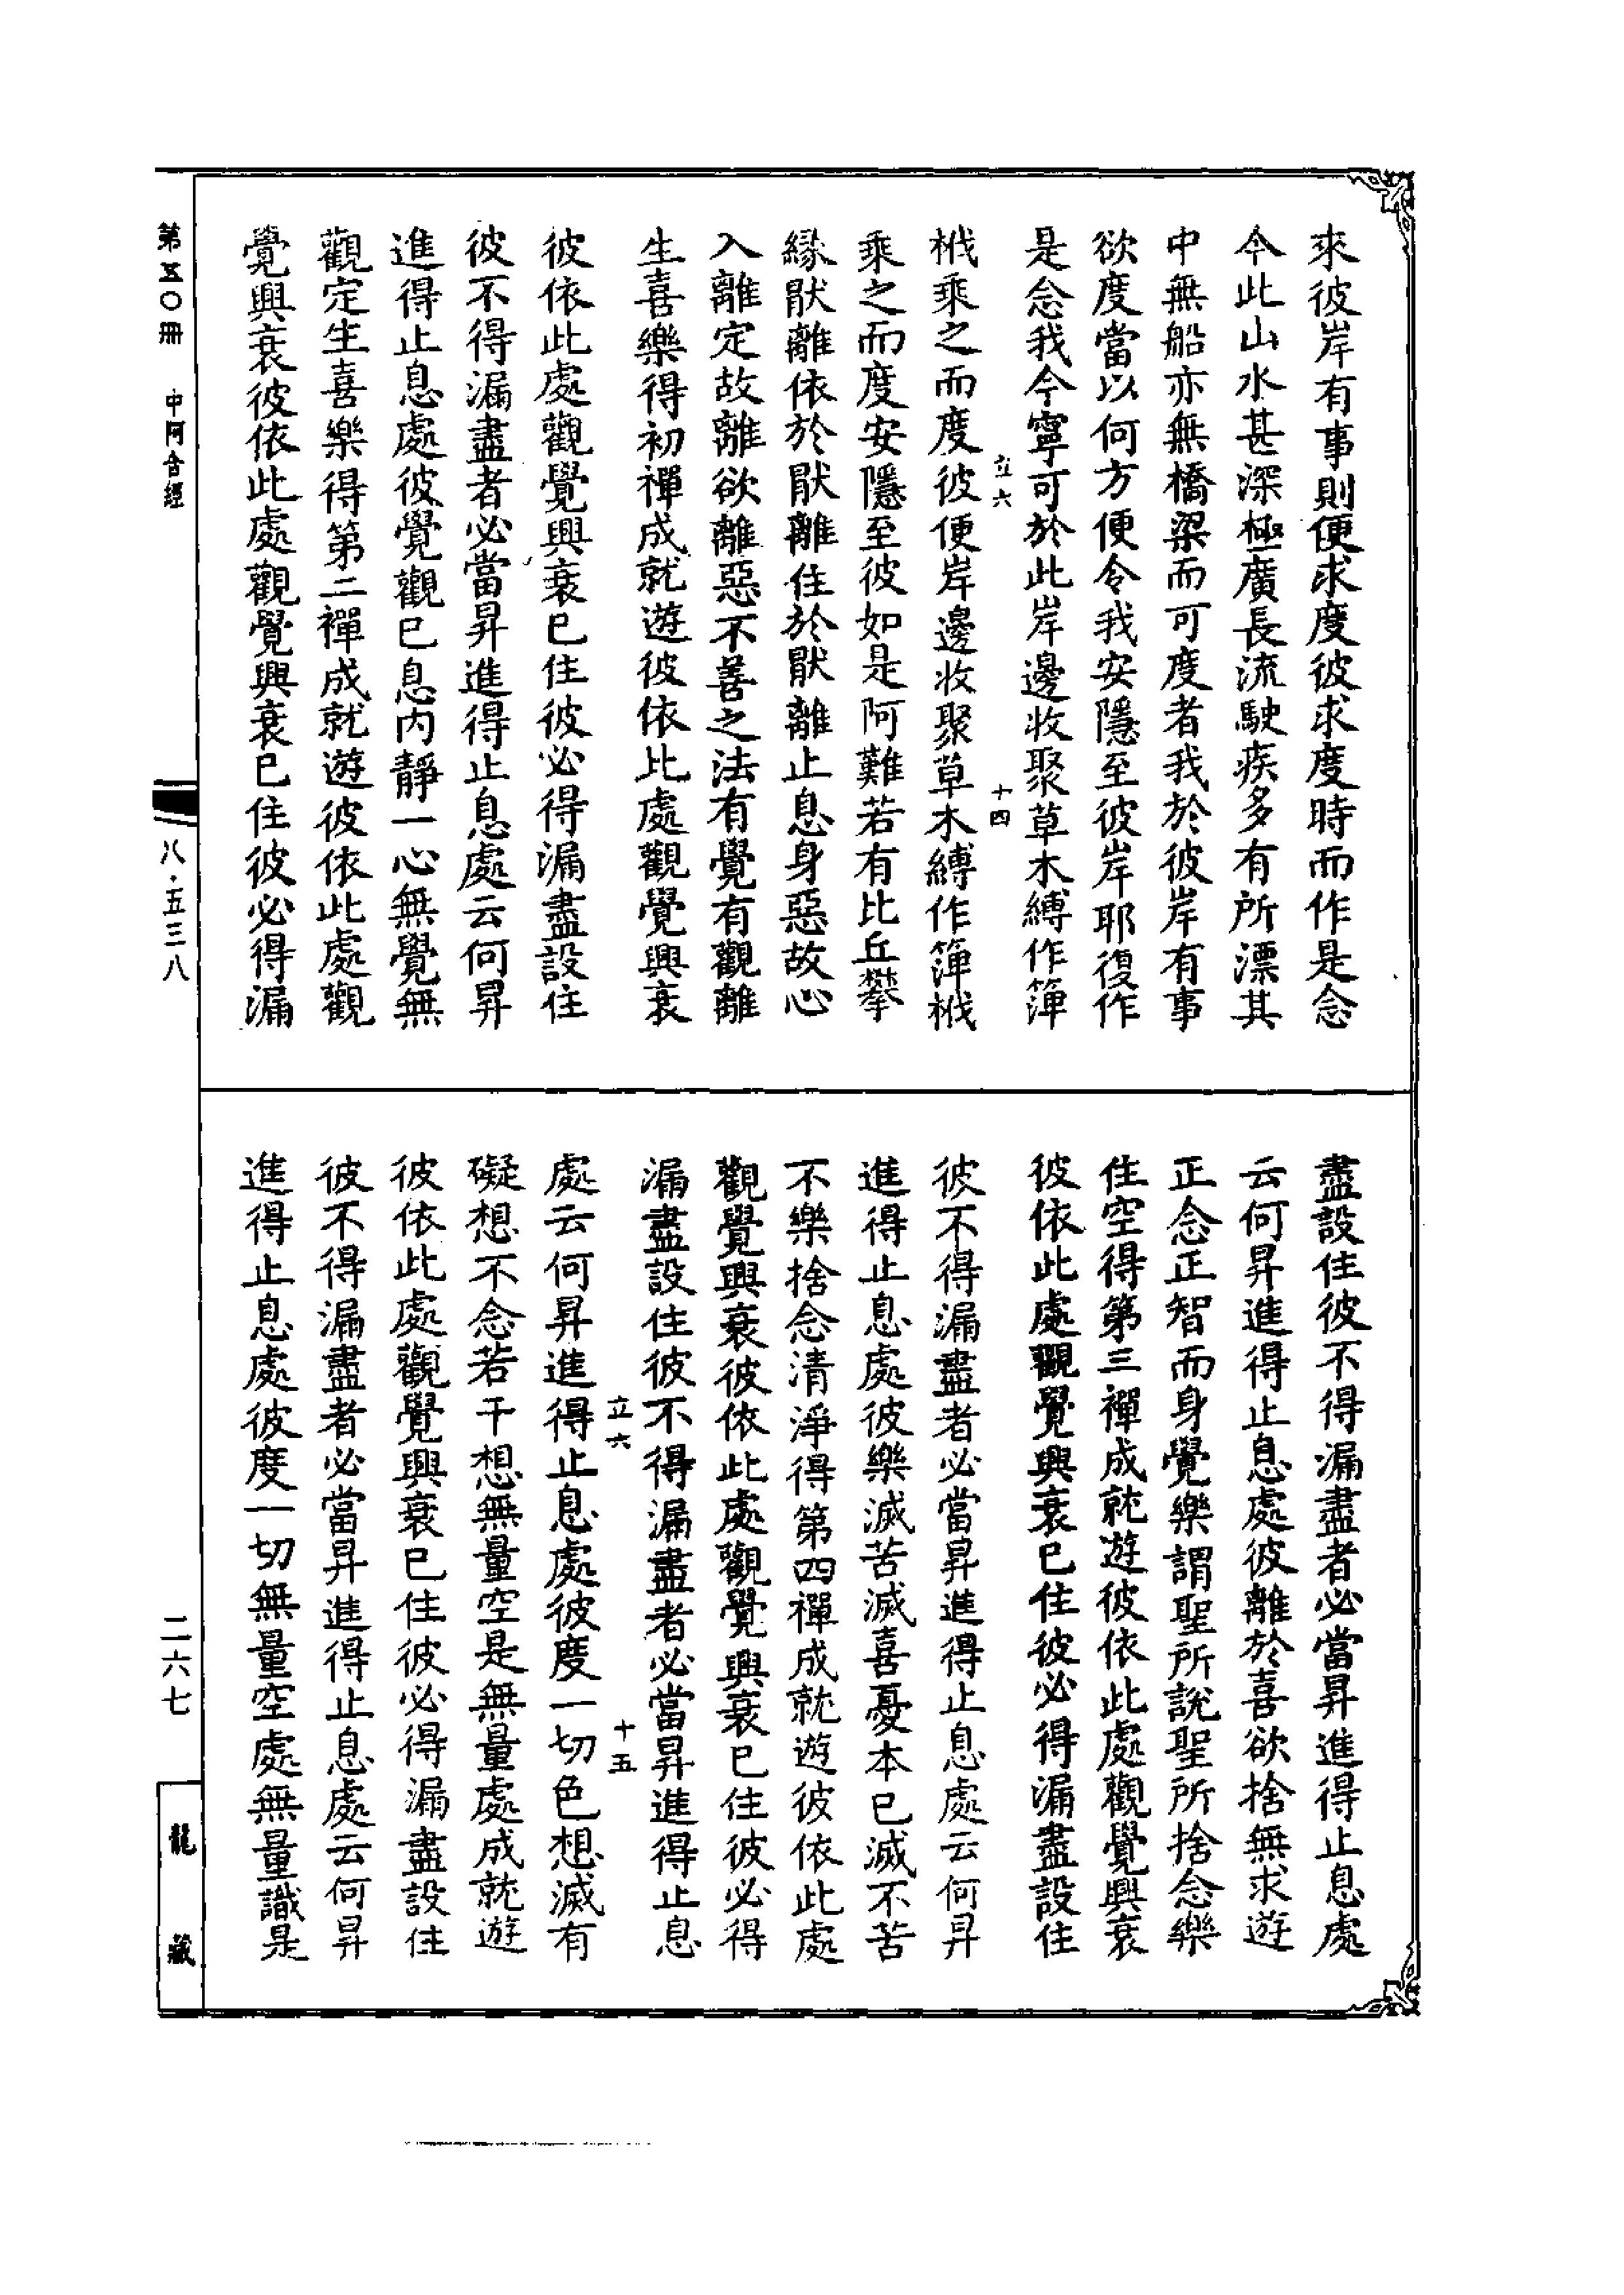 來彼岸有事則便求度彼求度時而作是念
今此山水甚深極廣長流駛疾多有所漂其
中無船亦無橋梁而可度者我於彼岸有事
欲度當以何方便令我安隱至彼岸耶復作
是念我今寧可於此岸邊收聚草木縛作箄
立六
十四
栰乘之而度彼便岸邊收聚草木縛作箄栰
乘之而度安隱至彼如是阿難若有比丘攀
緣猒離依於猒離住於猒離止息身惡故心
入離定故離欲離惡不善之法有覺有觀離
生喜樂得初禪成就遊彼依此處觀覺興衰
彼依此處觀覺興衰已住彼必得漏盡設住
彼不得漏盡者必當昇進得止息處云何昇
進得止息處彼覺觀已息內靜一心無覺無
觀定生喜樂得第二禪成就遊彼依此處觀
覺興衰彼依此處觀覺興衰已住彼必得漏
盡設住彼不得漏盡者必當昇進得止息處
云何昇進得止息處彼離於喜欲捨無求遊
正念正智而身覺樂謂聖所說聖所捨念樂
住空得第三禪成就遊彼依此處觀覺興衰
彼依此處觀覺興衰已住彼必得漏盡設住
彼不得漏盡者必當昇進得止息處云何昇
進得止息處彼樂滅苦滅喜憂本已滅不苦
不樂捨念清淨得第四禪成就遊彼依此處
觀覺興衰彼依此處觀覺興衰已住彼必得
漏盡設住彼不得漏盡者必當昇進得止息
立六
十五
處云何昇進得止息處彼度一切色想滅有
礙想不念若干想無量空是無量處成就遊
彼依此處觀覺興衰已住彼必得漏盡設住
彼不得漏盡者必當昇進得止息處云何昇
進得止息處彼度一切無量空處無量識是
第五〇冊 中阿含經
八·五三八
二六七
龍藏